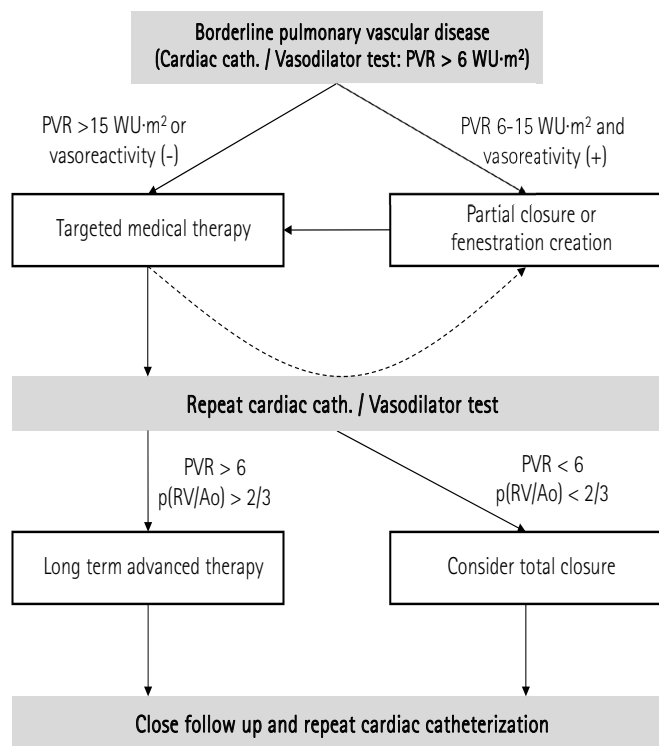 Borderline pulmonary vascular disease
(Cardiac cath. / Vasodilator test: PVR > 6 WU·m²)
PVR >15 WU·m² or
vasoreactivity (-)
PVR 6-15 WU·m² and
vasoreativity (+)
Targeted medical therapy
Partial closure or
fenestration creation
Repeat cardiac cath. / Vasodilator test
PVR > 6
p(RV/Ao) > 2/3
PVR < 6
p(RV/Ao) < 2/3
Long term advanced therapy
Consider total closure
Close follow up and repeat cardiac catheterization